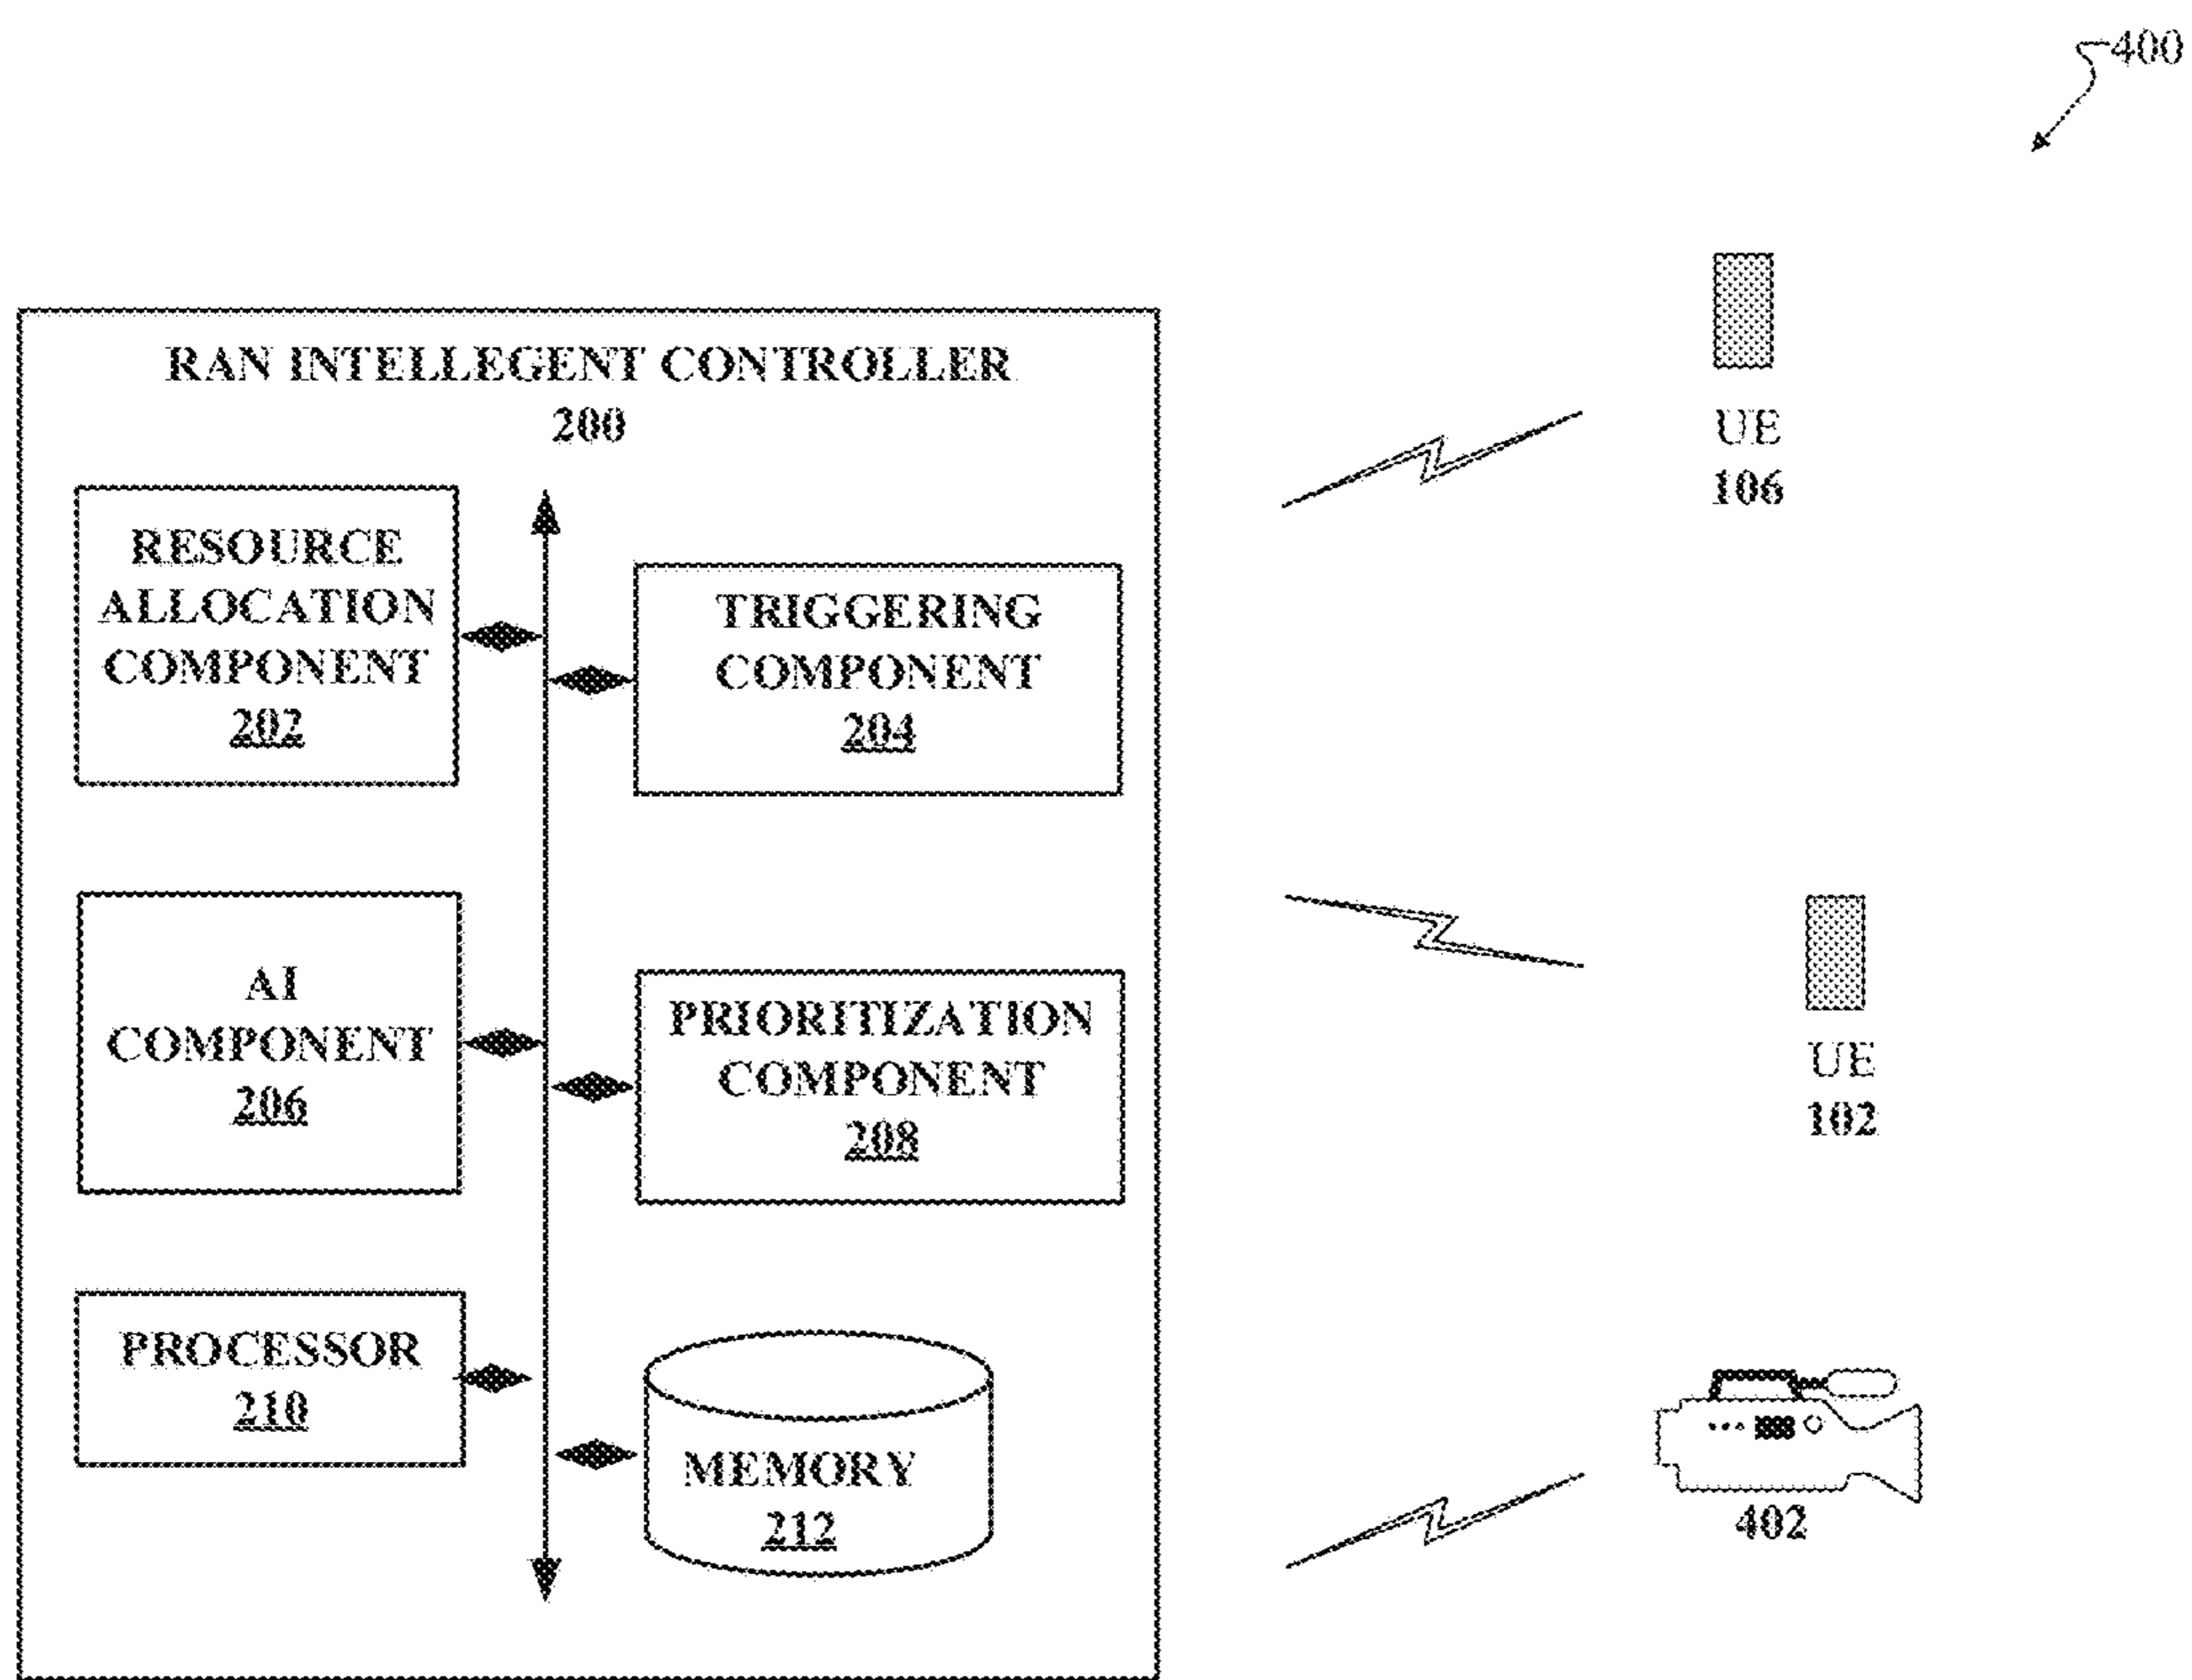 400
RAN INTELLEGENT CONTROLLER
200
RESOURCE
ALLOCATION
COMPONENT
202
TRIGGERING
COMPONENT
204
AI
COMPONENT
206
PRIORITIZATION
COMPONENT
208
PROCESSOR
210
MEMORY
212
UE
106
UE
102
402